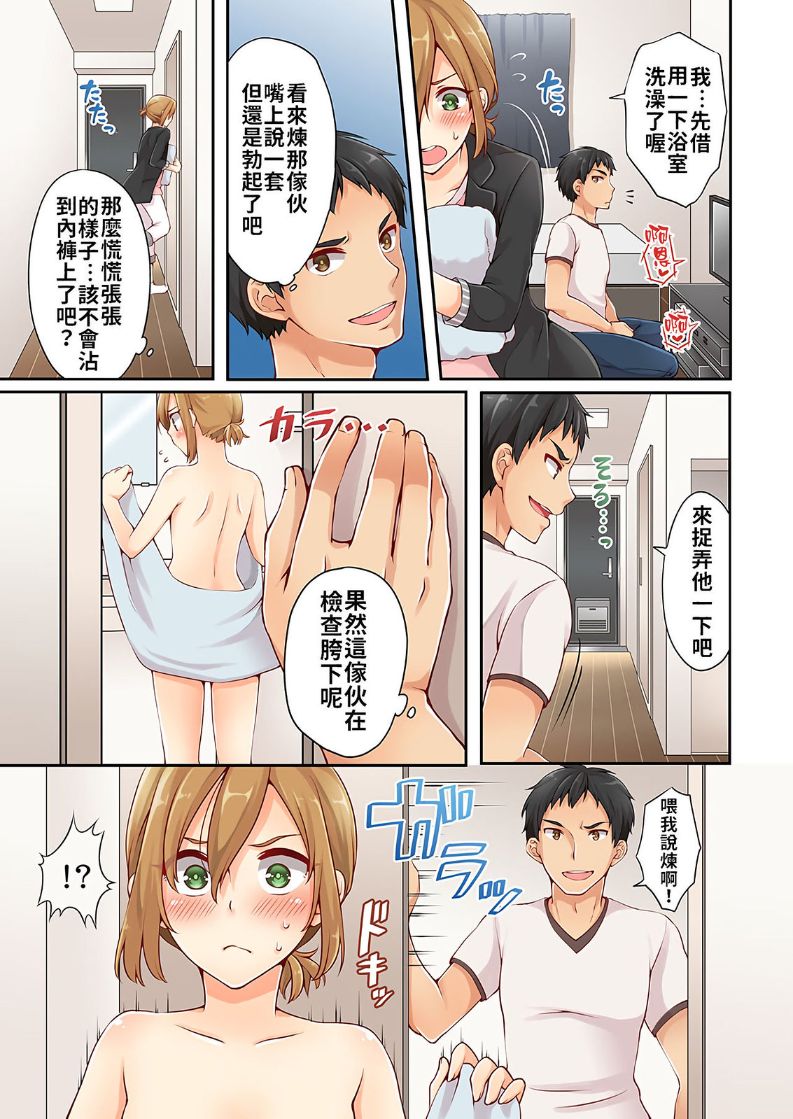 我…先借
用一下浴室
洗澡了喔
啊嗯
啊
看來煉那傢伙
嘴上說一套
但還是勃起了吧
たたっ
那麼慌慌張張
的樣子…該不會沾
到內褲上了吧？
來捉弄他一下吧
そろ…っ
カラ…
果然這傢伙在
檢查胯下呢
喂我說煉啊！
ガラッ
ドキッ
!?